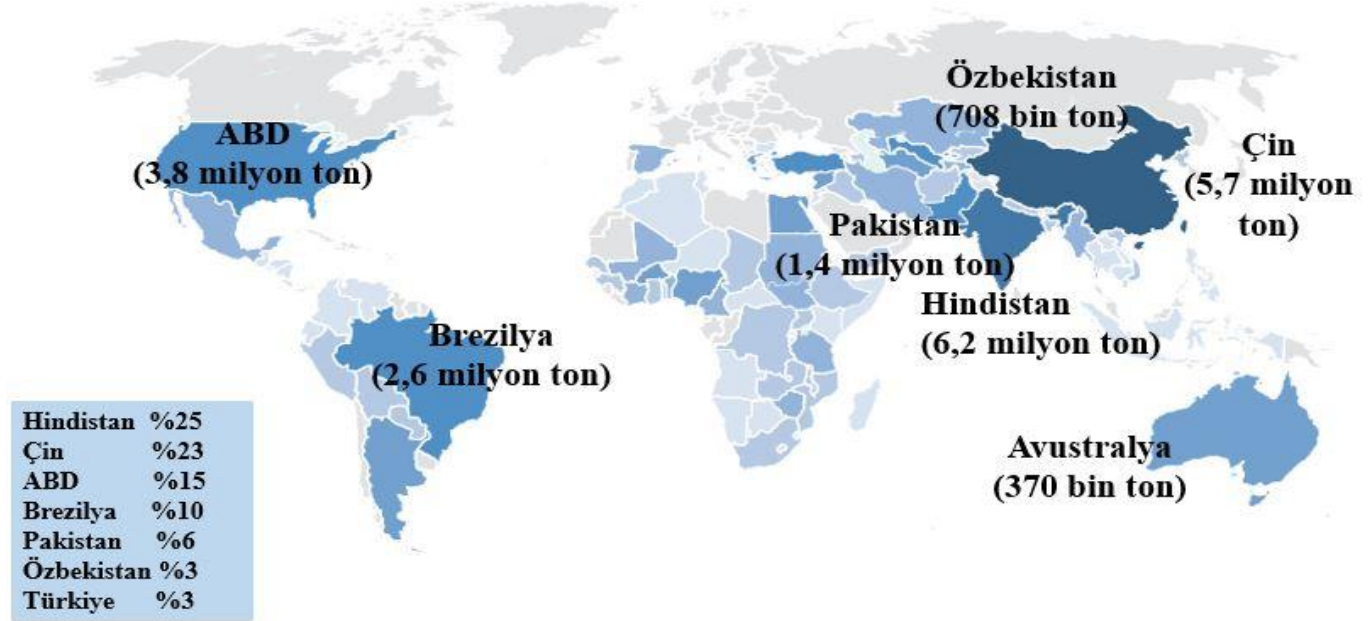 Özbekistan
(708 bin ton)
ABD
(3,8 milyon ton)
Çin
(5,7 milyon
ton)
Pakistan
(1,4 milyon ton)
Hindistan
(6,2 milyon ton)
Brezilya
(2,6 milyon ton)
Avustralya
(370 bin ton)
Hindistan %25
Çin %23
ABD %15
Brezilya %10
Pakistan %6
Özbekistan %3
Türkiye %3